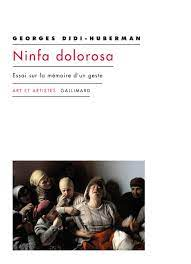 GEORGES DIDI-HUBERMAN
Ninfa dolorosa
Essai sur la mémoire d'un geste
ART ET ARTISTES GALLIMARD